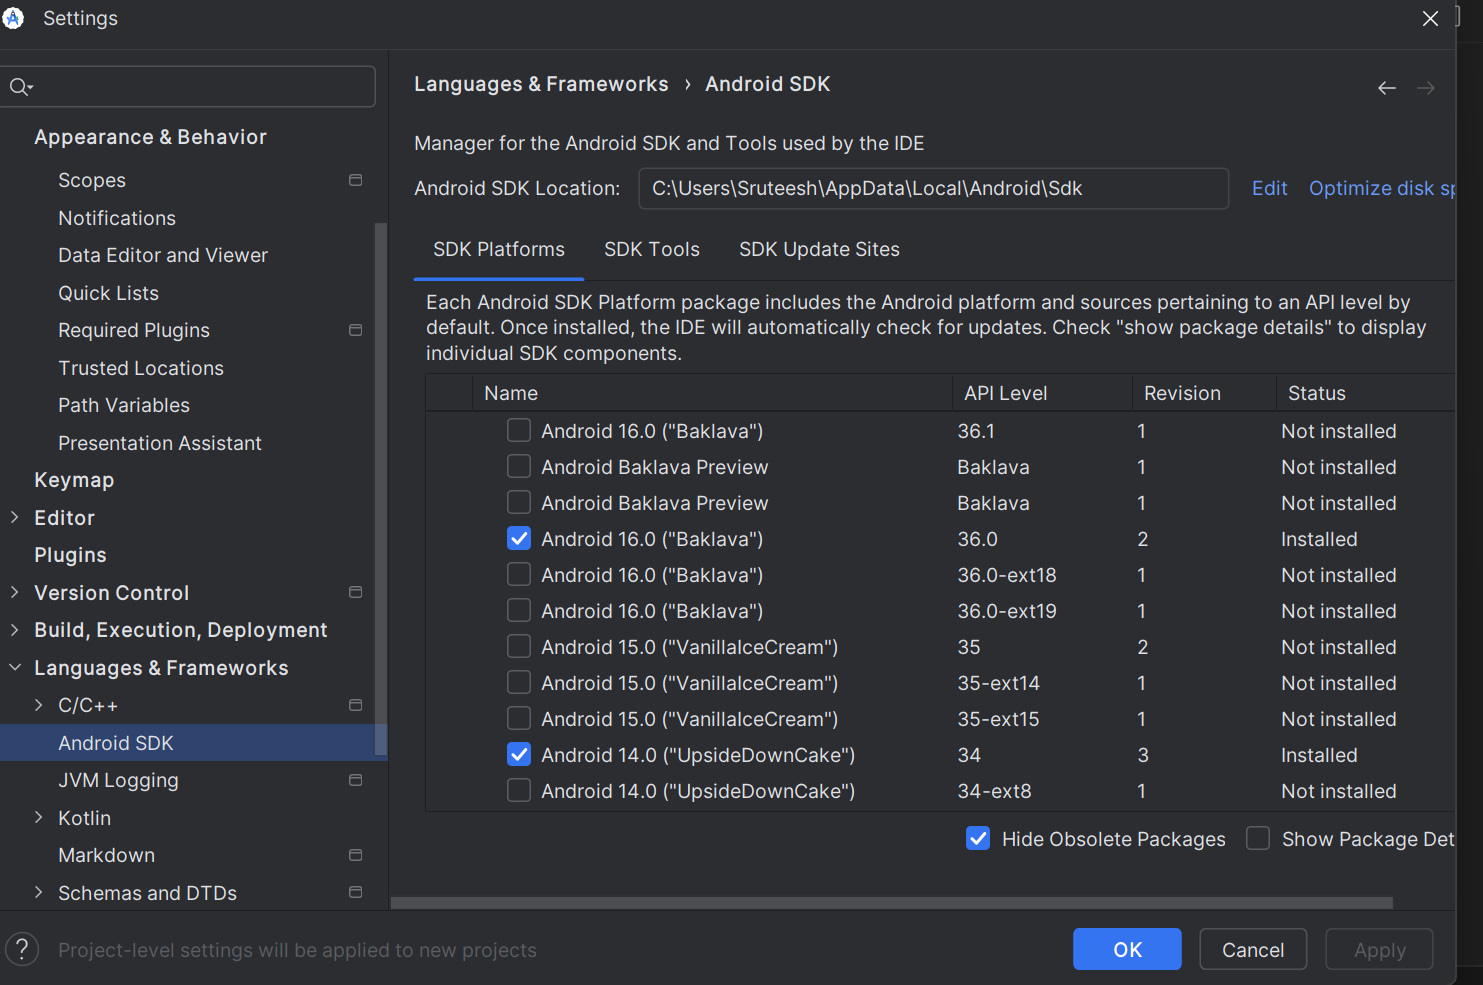 Settings
Appearance & Behavior
Scopes
Notifications
Data Editor and Viewer
Quick Lists
Required Plugins
Trusted Locations
Path Variables
Presentation Assistant
Keymap
Editor
Plugins
Version Control
Build, Execution, Deployment
Languages & Frameworks
C/C++
Android SDK
JVM Logging
Kotlin
Markdown
Schemas and DTDs
Languages & Frameworks › Android SDK
Manager for the Android SDK and Tools used by the IDE
Android SDK Location: C:\Users\Sruteesh\AppData\Local\Android\Sdk Edit Optimize disk sp
SDK Platforms SDK Tools SDK Update Sites
Each Android SDK Platform package includes the Android platform and sources pertaining to an API level by
default. Once installed, the IDE will automatically check for updates. Check "show package details" to display
individual SDK components.
Name API Level Revision Status
Android 16.0 ("Baklava") 36.1 1 Not installed
Android Baklava Preview Baklava 1 Not installed
Android Baklava Preview Baklava 1 Not installed
Android 16.0 ("Baklava") 36.0 2 Installed
Android 16.0 ("Baklava") 36.0-ext18 1 Not installed
Android 16.0 ("Baklava") 36.0-ext19 1 Not installed
Android 15.0 ("VanillaIceCream") 35 2 Not installed
Android 15.0 ("VanillaIceCream") 35-ext14 1 Not installed
Android 15.0 ("VanillaIceCream") 35-ext15 1 Not installed
Android 14.0 ("UpsideDownCake") 34 3 Installed
Android 14.0 ("UpsideDownCake") 34-ext8 1 Not installed
Hide Obsolete Packages Show Package Det
? Project-level settings will be applied to new projects
OK Cancel Apply